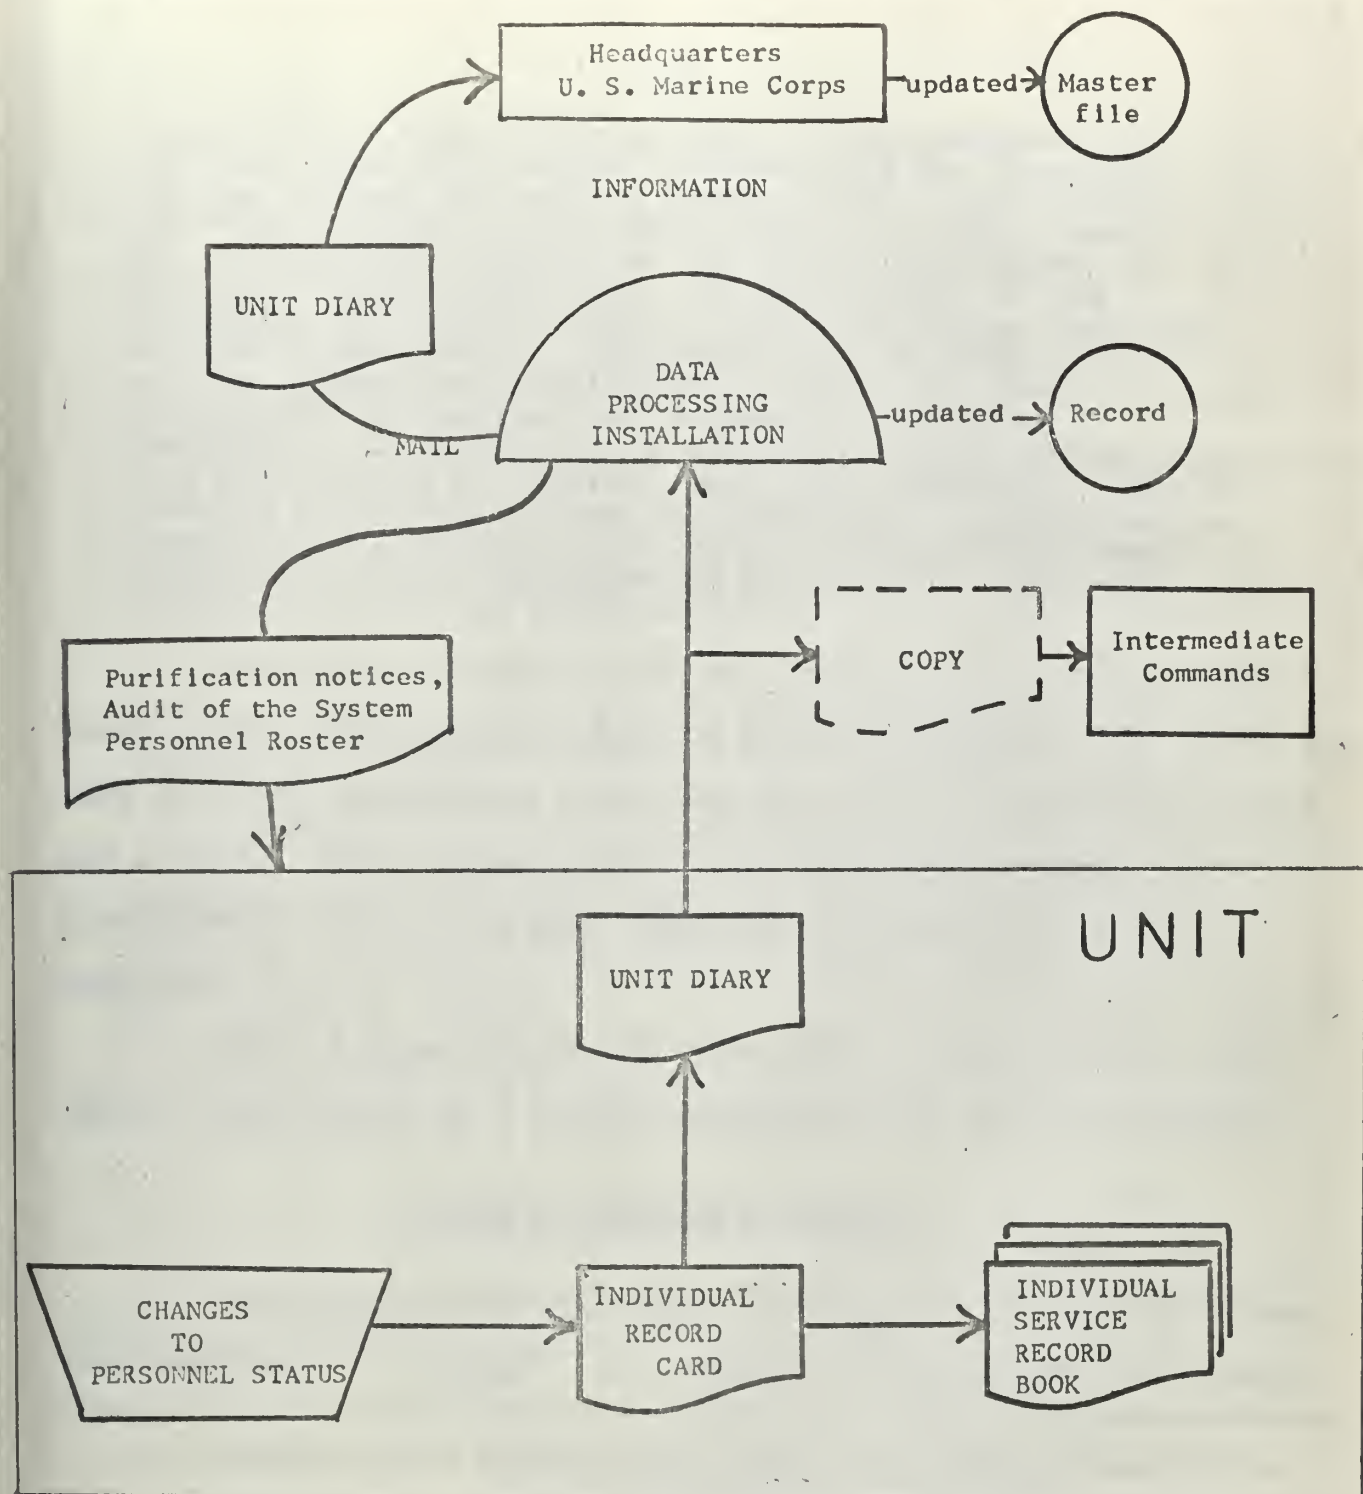 Headquarters
U. S. Marine Corps
updated
Master
file
INFORMATION
UNIT DIARY
DATA
PROCESSING
INSTALLATION
updated
Record
MAIL
COPY
Intermediate
Commands
Purification notices,
Audit of the System
Personnel Roster
UNIT
UNIT DIARY
CHANGES
TO
PERSONNEL STATUS
INDIVIDUAL
RECORD
CARD
INDIVIDUAL
SERVICE
RECORD
BOOK